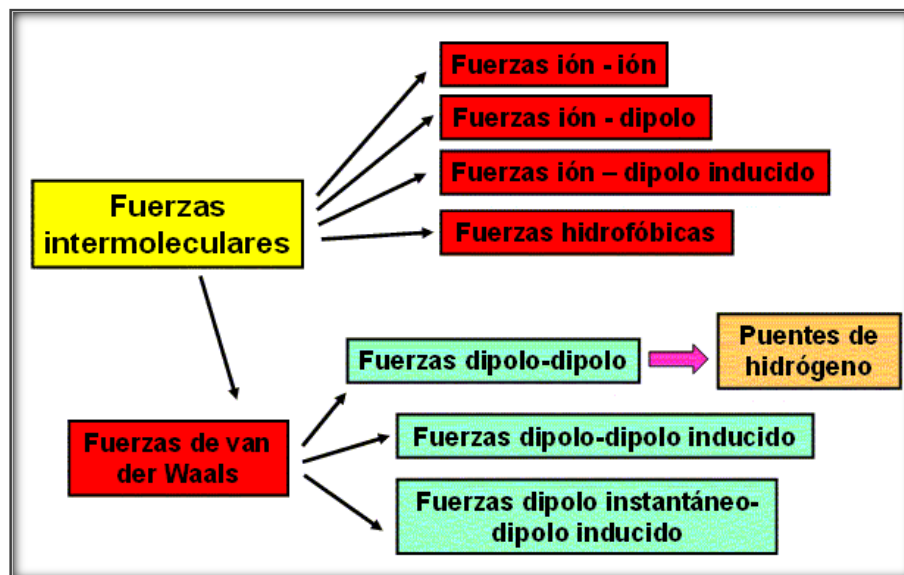 Fuerzas ión - ión
Fuerzas ión - dipolo
Fuerzas ión – dipolo inducido
Fuerzas hidrofóbicas
Fuerzas
intermoleculares
Fuerzas dipolo-dipolo
Puentes de
hidrógeno
Fuerzas de van
der Waals
Fuerzas dipolo-dipolo inducido
Fuerzas dipolo instantáneo-
dipolo inducido